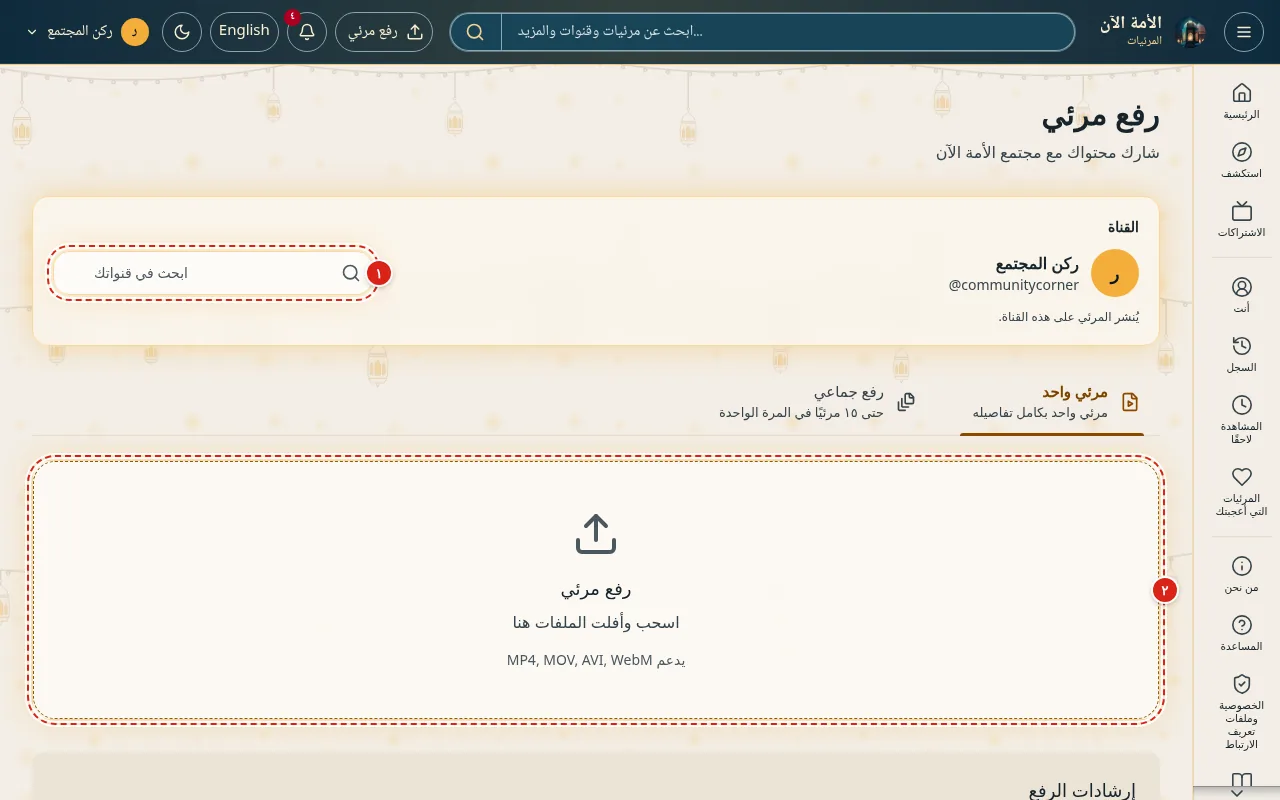 الأمة الآن
المرئيات
ابحث عن مرئيات وقنوات والمزيد...
رفع مرئي
٤
English
ر
ركن المجتمع
الرئيسية
استكشف
الاشتراكات
أنت
السجل
المشاهدة
لاحقًا
المرئيات
التي أعجبتك
من نحن
المساعدة
الخصوصية
وملفات
تعريف
الارتباط
رفع مرئي
شارك محتواك مع مجتمع الأمة الآن
القناة
ر
ركن المجتمع
@communitycorner
يُنشر المرئي على هذه القناة.
١
ابحث في قنواتك
مرئي واحد
مرئي واحد بكامل تفاصيله
رفع جماعي
حتى ١٥ مرئيًا في المرة الواحدة
٢
رفع مرئي
اسحب وأفلت الملفات هنا
يدعم MP4, MOV, AVI, WebM
إرشادات الرفع